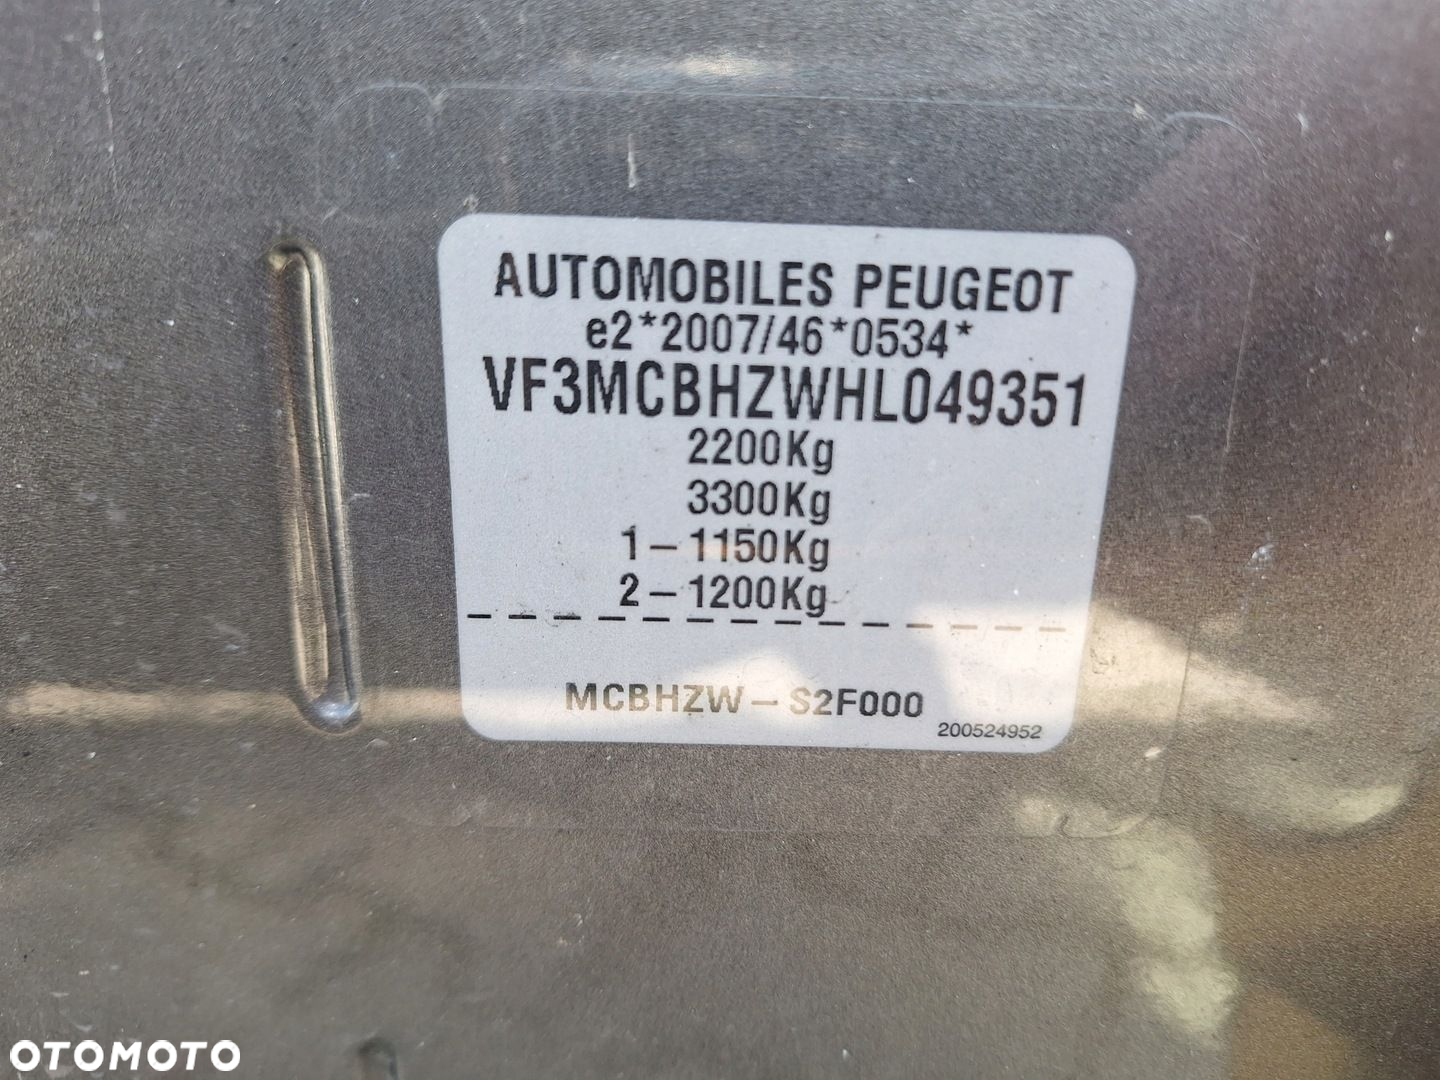 AUTOMOBILES PEUGEOT
e2*2007/46*0534*
VF3MCBHZWHL049351
2200Kg
3300Kg
1-1150Kg
2-1200Kg
MCBHZW-S2F000
200524952
OTOMOTO